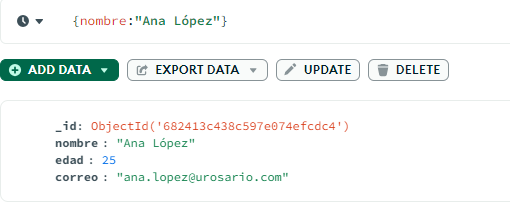 {nombre:"Ana López"}
ADD DATA EXPORT DATA UPDATE DELETE
_id: ObjectId('682413c438c597e074efcdc4')
nombre : "Ana López"
edad : 25
correo : "ana.lopez@urosario.com"